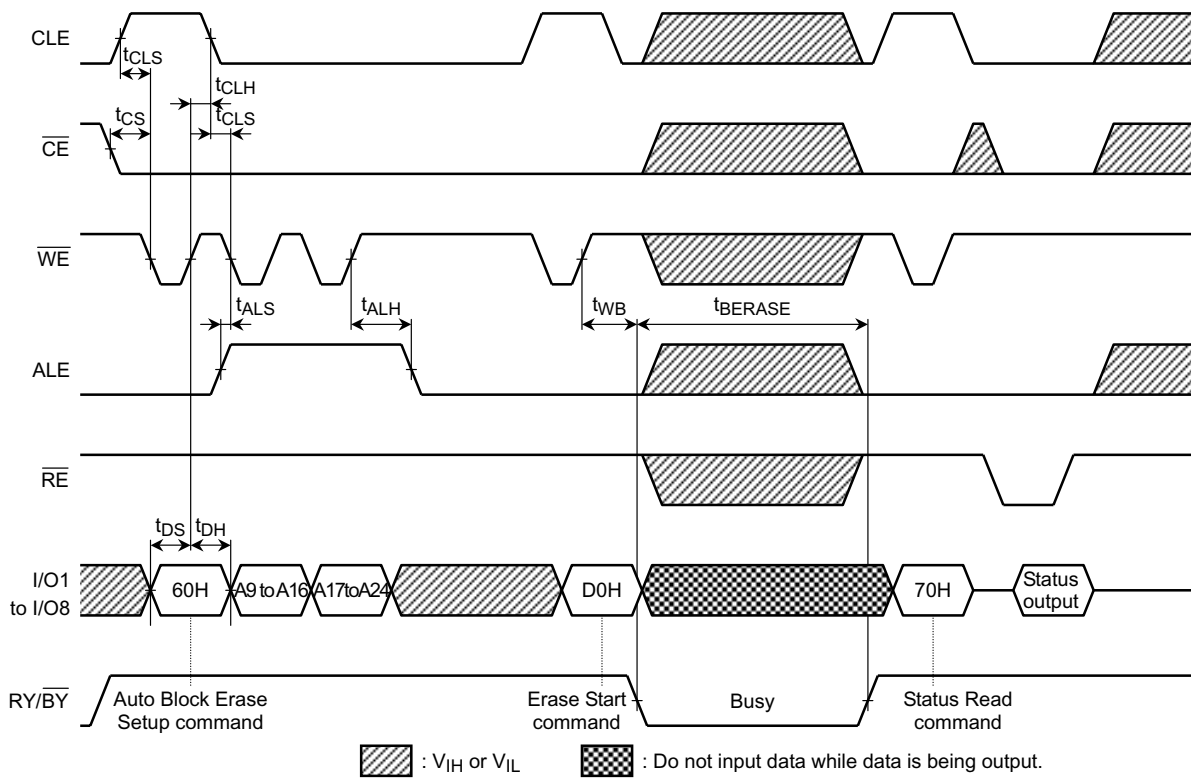 CLE
tCLS
tCLH
tCS
tCLS
CE
WE
tALS
tALH
tWB
tBERASE
ALE
RE
tDS
tDH
I/O1
to I/O8
60H
A9 to A16
A17 to A24
D0H
70H
Status
output
RY/BY
Auto Block Erase
Setup command
Erase Start
command
Busy
Status Read
command
: VIH or VIL
: Do not input data while data is being output.